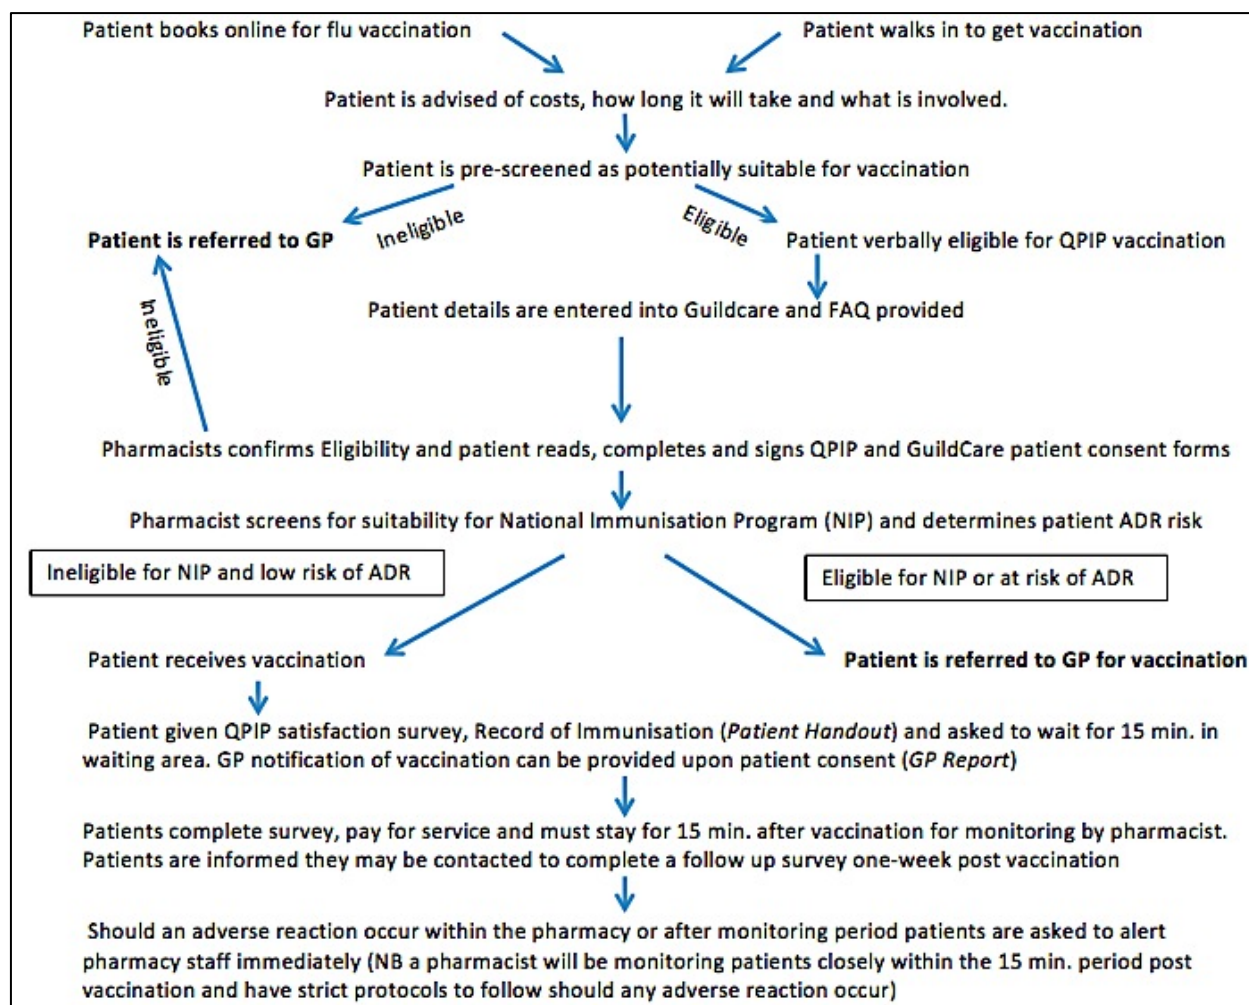 Patient books online for flu vaccination
Patient walks in to get vaccination
Patient is advised of costs, how long it will take and what is involved.
Patient is pre-screened as potentially suitable for vaccination
Ineligible
Eligible
Patient is referred to GP
Patient verbally eligible for QPIP vaccination
Ineligible
Patient details are entered into Guildcare and FAQ provided
Pharmacists confirms Eligibility and patient reads, completes and signs QPIP and GuildCare patient consent forms
Pharmacist screens for suitability for National Immunisation Program (NIP) and determines patient ADR risk
Ineligible for NIP and low risk of ADR
Eligible for NIP or at risk of ADR
Patient receives vaccination
Patient is referred to GP for vaccination
Patient given QPIP satisfaction survey, Record of Immunisation (Patient Handout) and asked to wait for 15 min. in
waiting area. GP notification of vaccination can be provided upon patient consent (GP Report)
Patients complete survey, pay for service and must stay for 15 min. after vaccination for monitoring by pharmacist.
Patients are informed they may be contacted to complete a follow up survey one-week post vaccination
Should an adverse reaction occur within the pharmacy or after monitoring period patients are asked to alert
pharmacy staff immediately (NB a pharmacist will be monitoring patients closely within the 15 min. period post
vaccination and have strict protocols to follow should any adverse reaction occur)